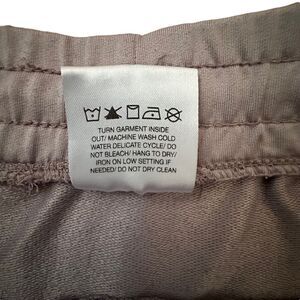 TURN GARMENT INSIDE
OUT/ MACHINE WASH COLD
WATER DELICATE CYCLE/ DO
NOT BLEACH/ HANG TO DRY/
IRON ON LOW SETTING IF
NEEDED/ DO NOT DRY CLEAN